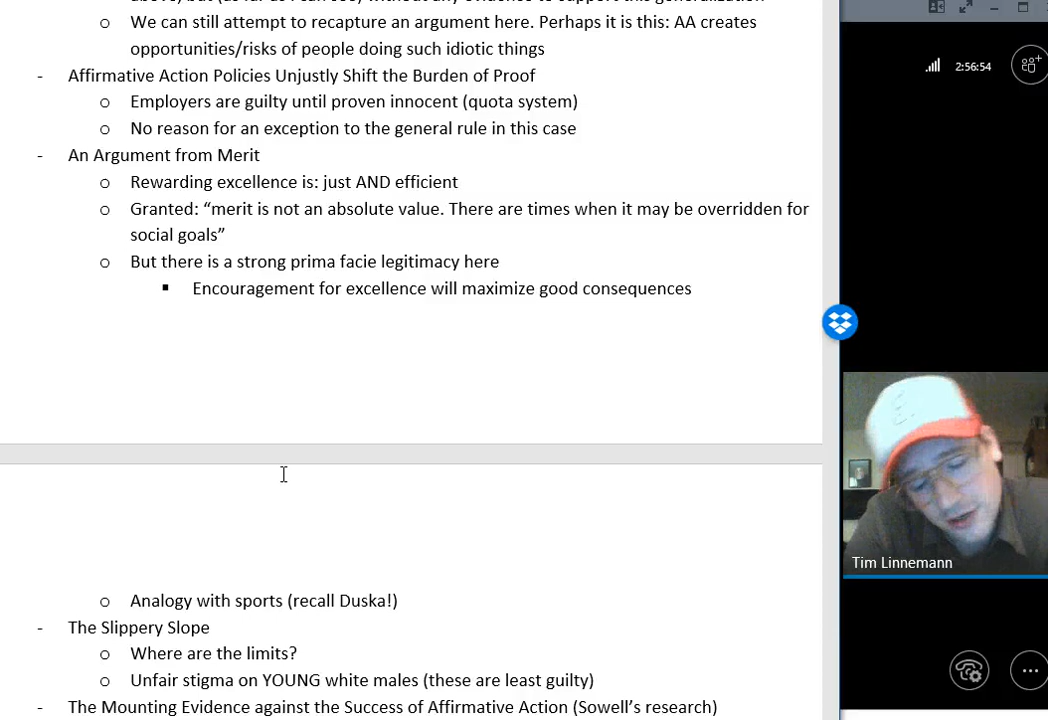 We can still attempt to recapture an argument here. Perhaps it is this: AA creates
opportunities/risks of people doing such idiotic things
- Affirmative Action Policies Unjustly Shift the Burden of Proof
o Employers are guilty until proven innocent (quota system)
o No reason for an exception to the general rule in this case
- An Argument from Merit
o Rewarding excellence is: just AND efficient
o Granted: “merit is not an absolute value. There are times when it may be overridden for
social goals”
o But there is a strong prima facie legitimacy here
▪ Encouragement for excellence will maximize good consequences
o Analogy with sports (recall Duska!)
- The Slippery Slope
o Where are the limits?
o Unfair stigma on YOUNG white males (these are least guilty)
- The Mounting Evidence against the Success of Affirmative Action (Sowell’s research)
2:56:54
Tim Linnemann